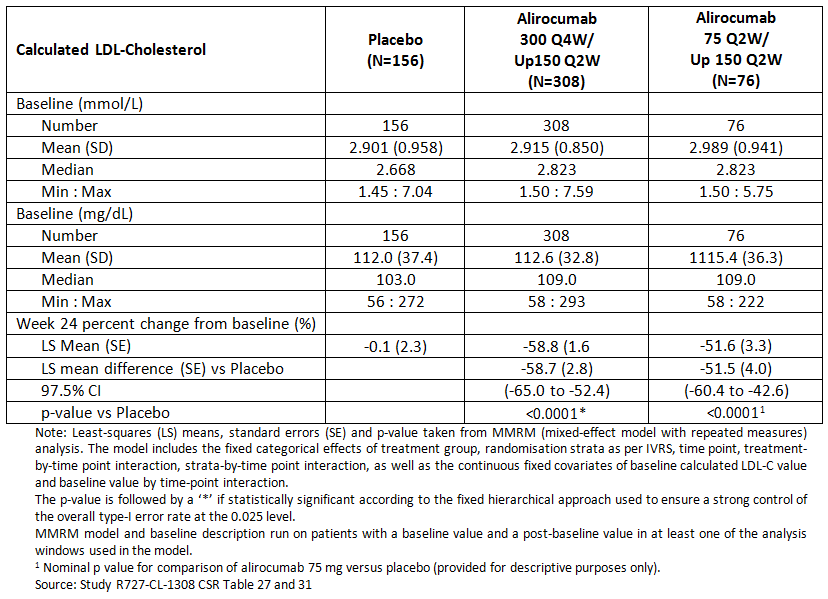 Calculated LDL-Cholesterol Placebo (N=156) Alirocumab 300 Q4W/ Up150 Q2W (N=308) Alirocumab 75 Q2W/ Up 150 Q2W (N=76)
Baseline (mmol/L)
Number 156 308 76
Mean (SD) 2.901 (0.958) 2.915 (0.850) 2.989 (0.941)
Median 2.668 2.823 2.823
Min : Max 1.45 : 7.04 1.50 : 7.59 1.50 : 5.75
Baseline (mg/dL)
Number 156 308 76
Mean (SD) 112.0 (37.4) 112.6 (32.8) 1115.4 (36.3)
Median 103.0 109.0 109.0
Min : Max 56 : 272 58 : 293 58 : 222
Week 24 percent change from baseline (%)
LS Mean (SE) -0.1 (2.3) -58.8 (1.6 -51.6 (3.3)
LS mean difference (SE) vs Placebo -58.7 (2.8) -51.5 (4.0)
97.5% CI (-65.0 to -52.4) (-60.4 to -42.6)
p-value vs Placebo <0.0001* <0.0001¹
Note: Least-squares (LS) means, standard errors (SE) and p-value taken from MMRM (mixed-effect model with repeated measures)
analysis. The model includes the fixed categorical effects of treatment group, randomisation strata as per IVRS, time point, treatment-
by-time point interaction, strata-by-time point interaction, as well as the continuous fixed covariates of baseline calculated LDL-C value
and baseline value by time-point interaction.
The p-value is followed by a ‘*’ if statistically significant according to the fixed hierarchical approach used to ensure a strong control of
the overall type-I error rate at the 0.025 level.
MMRM model and baseline description run on patients with a baseline value and a post-baseline value in at least one of the analysis
windows used in the model.
¹ Nominal p value for comparison of alirocumab 75 mg versus placebo (provided for descriptive purposes only).
Source: Study R727-CL-1308 CSR Table 27 and 31